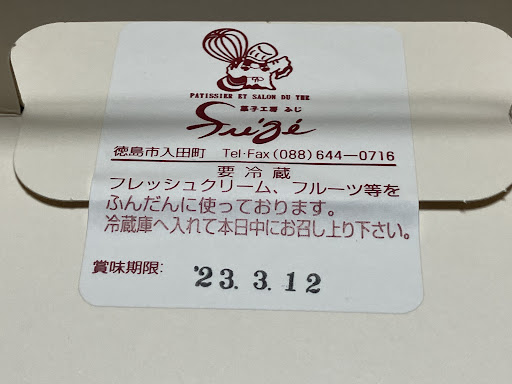 PATISSIER ET SALON DU THE
菓子工房 ふじ
徳島市入田町 Tel・Fax(088)644-0716
要冷蔵
フレッシュクリーム、フルーツ等を
ふんだんに使っております。
冷蔵庫へ入れて本日中にお召し上り下さい。
賞味期限: '23.3.12